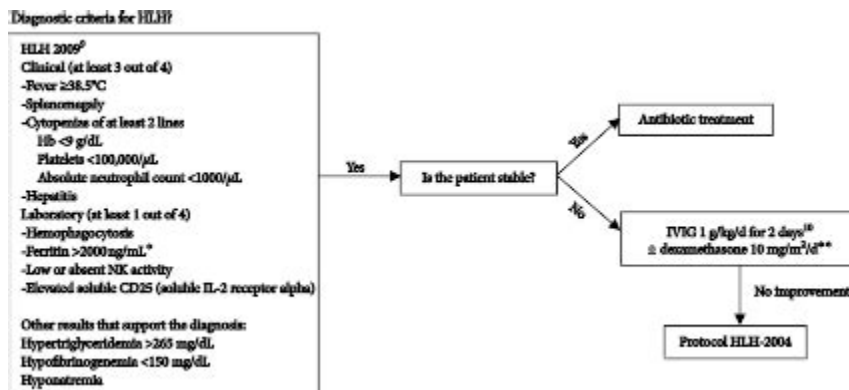 Diagnostic criteria for HLH?
HLH 2009⁹
Clinical (at least 3 out of 4)
-Fever ≥38.5°C
-Splenomegaly
-Cytopenias of at least 2 lines
Hb <9 g/dL
Platelets <100,000/µL
Absolute neutrophil count <1000/µL
-Hepatitis
Laboratory (at least 1 out of 4)
-Hemophagocytosis
-Ferritin >2000 ng/mL*
-Low or absent NK activity
-Elevated soluble CD25 (soluble IL-2 receptor alpha)
Other results that support the diagnosis:
Hypertriglyceridemia >265 mg/dL
Hypofibrinogenemia <150 mg/dL
Hyponatremia
Yes
Is the patient stable?
Yes
Antibiotic treatment
No
IVIG 1 g/kg/d for 2 days¹⁰
± dexamethasone 10 mg/m²/d**
No improvement
Protocol HLH-2004